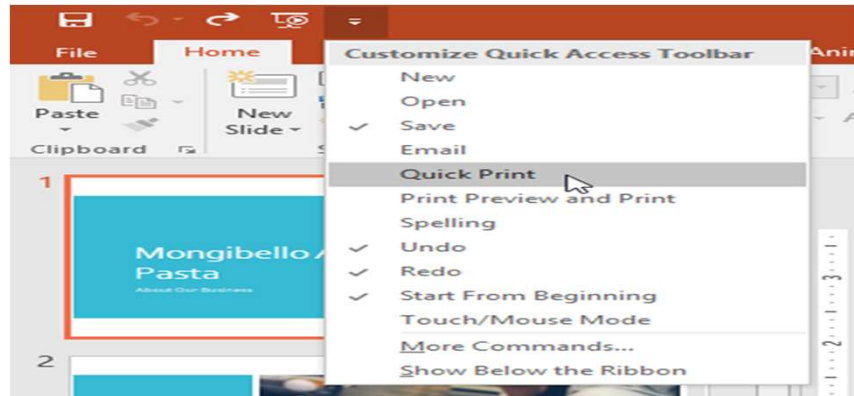 File
Home
Customize Quick Access Toolbar
New
Open
Save
Email
Quick Print
Print Preview and Print
Spelling
Undo
Redo
Start From Beginning
Touch/Mouse Mode
More Commands...
Show Below the Ribbon
Paste
New
Slide
Clipboard
1
Mongibello
Pasta
About Our Business
2
3
2